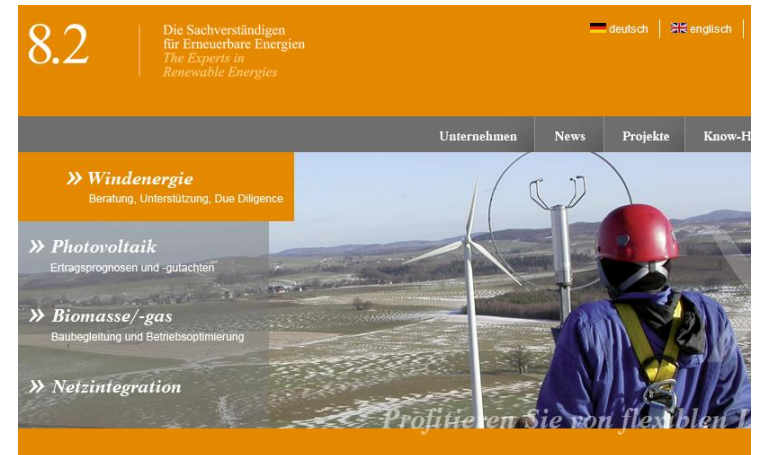 8.2
Die Sachverständigen
für Erneuerbare Energien
The Experts in
Renewable Energies
deutsch
englisch
Unternehmen
News
Projekte
Know-H
Windenergie
Beratung, Unterstützung, Due Diligence
Photovoltaik
Ertragsprognosen und -gutachten
Biomasse/-gas
Baubegleitung und Betriebsoptimierung
Netzintegration
Profitieren Sie von flexiblen